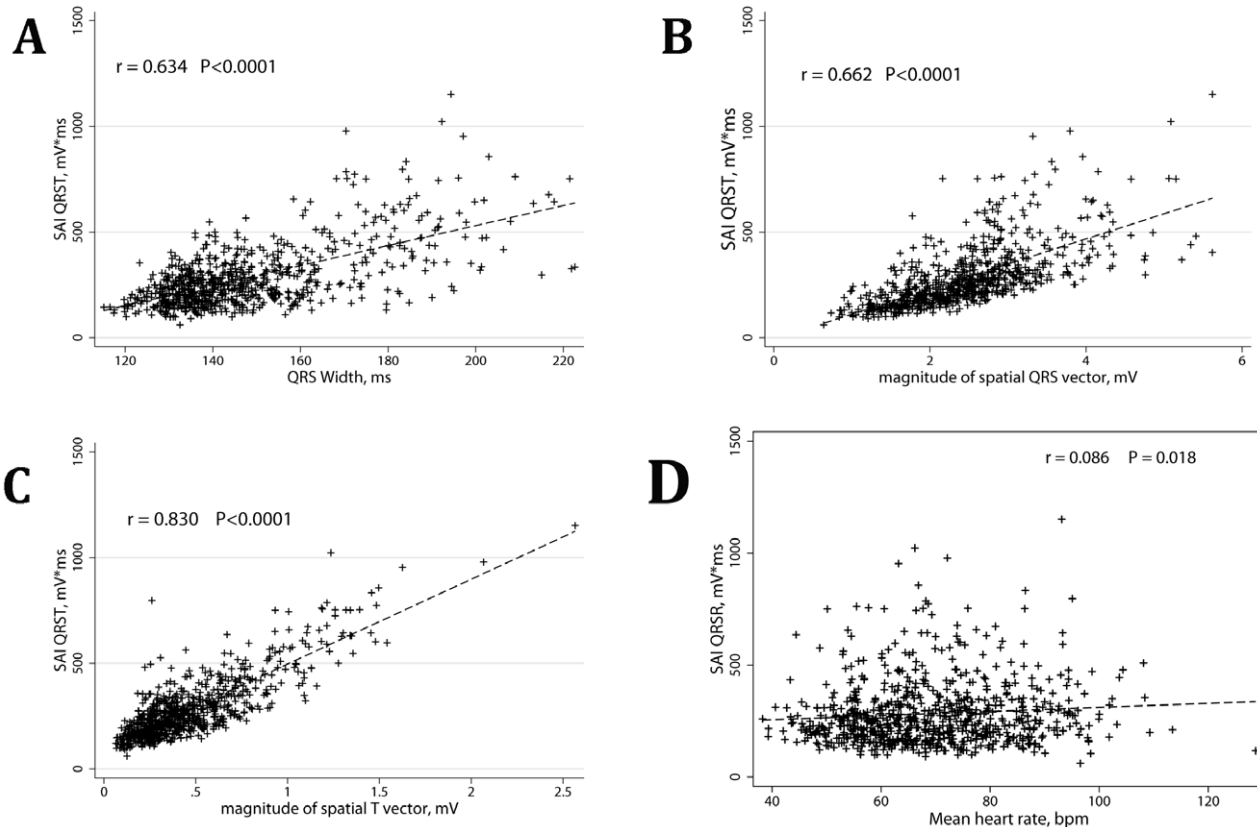 A
1500
r = 0.634 P<0.0001
1000
500
0
SAI QRST, mV*ms
120 140 160 180 200 220
QRS Width, ms
B
1500
r = 0.662 P<0.0001
1000
500
0
SAI QRST, mV*ms
0 2 4 6
magnitude of spatial QRS vector, mV
C
1500
r = 0.830 P<0.0001
1000
500
0
SAI QRST, mV*ms
0 .5 1 1.5 2 2.5
magnitude of spatial T vector, mV
D
1500
r = 0.086 P = 0.018
1000
500
0
SAI QRSR, mV*ms
40 60 80 100 120
Mean heart rate, bpm